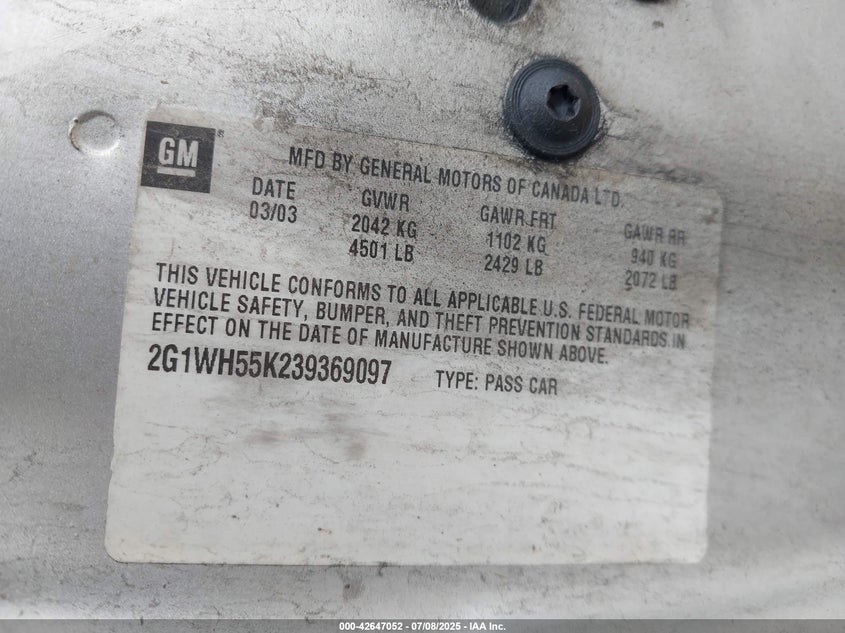 GM ®
MFD BY GENERAL MOTORS OF CANADA LTD.
DATE GVWR GAWR FRT GAWR RR
03/03 2042 KG 1102 KG 940 KG
4501 LB 2429 LB 2072 LB
THIS VEHICLE CONFORMS TO ALL APPLICABLE U.S. FEDERAL MOTOR
VEHICLE SAFETY, BUMPER, AND THEFT PREVENTION STANDARDS IN
EFFECT ON THE DATE OF MANUFACTURE SHOWN ABOVE.
2G1WH55K239369097 TYPE: PASS CAR
000-42647052 - 07/08/2025 - IAA Inc.